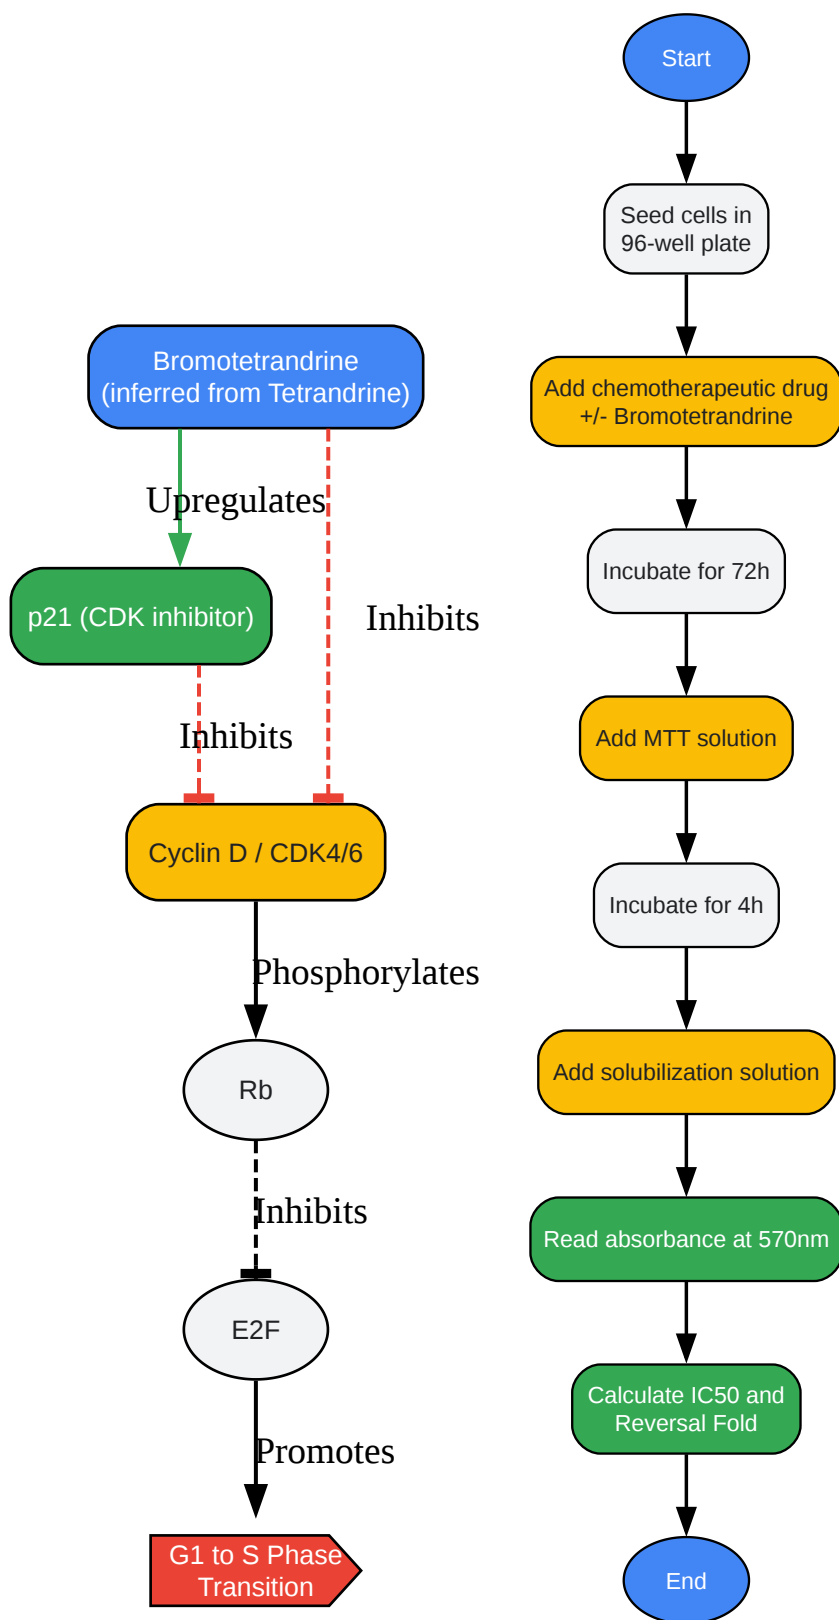 Bromotetrandrine
(inferred from Tetrandrine)
Upregulates
p21 (CDK inhibitor)
Inhibits
Inhibits
Cyclin D / CDK4/6
Phosphorylates
Rb
Inhibits
E2F
Promotes
G1 to S Phase
Transition
Start
Seed cells in
96-well plate
Add chemotherapeutic drug
+/- Bromotetrandrine
Incubate for 72h
Add MTT solution
Incubate for 4h
Add solubilization solution
Read absorbance at 570nm
Calculate IC50 and
Reversal Fold
End